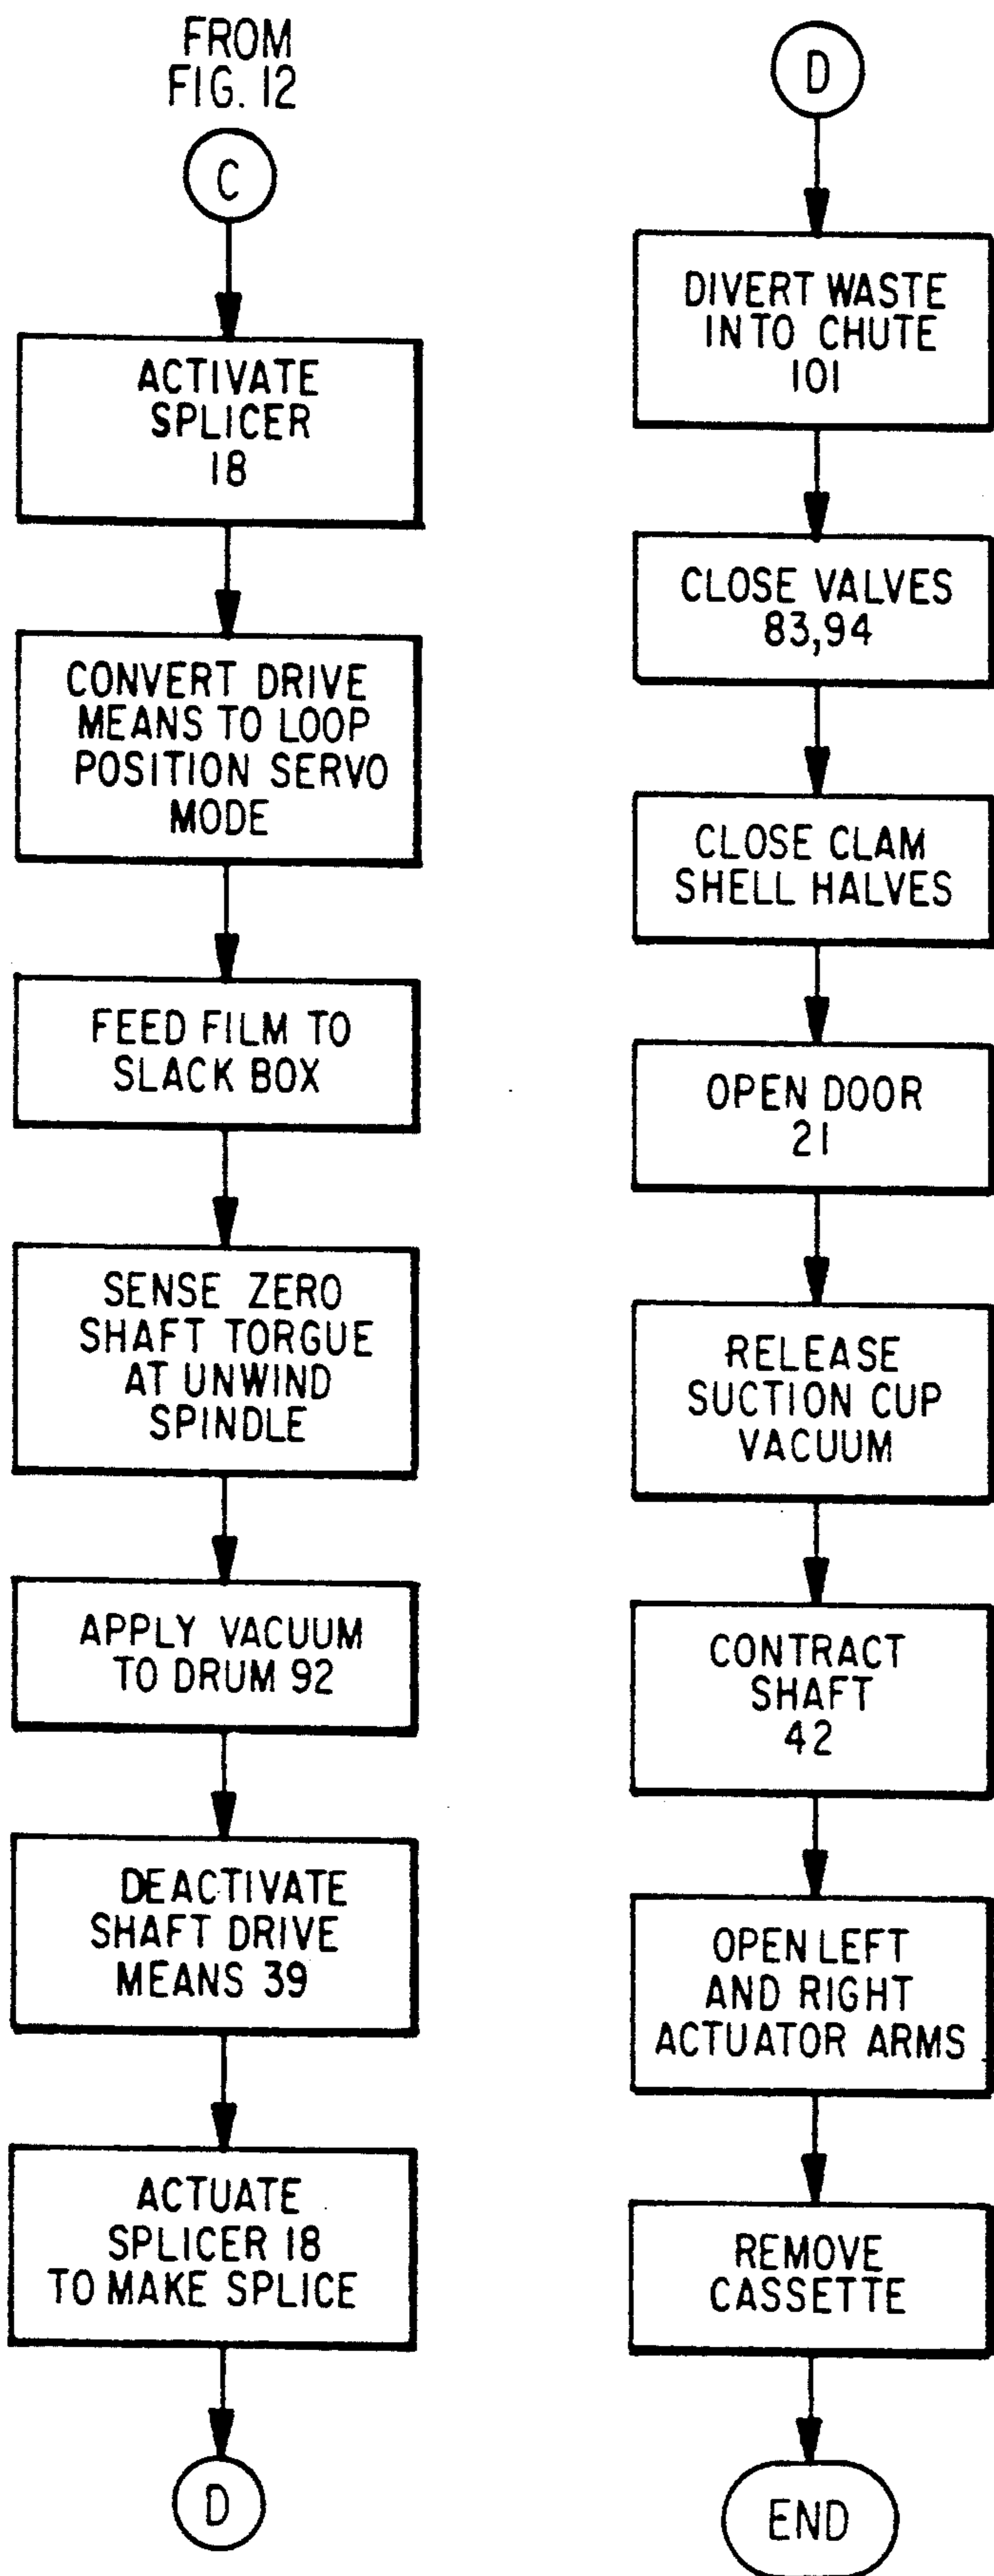 FROM
FIG. 12
C
ACTIVATE
SPLICER
18
CONVERT DRIVE
MEANS TO LOOP
POSITION SERVO
MODE
FEED FILM TO
SLACK BOX
SENSE ZERO
SHAFT TORGUE
AT UNWIND
SPINDLE
APPLY VACUUM
TO DRUM 92
DEACTIVATE
SHAFT DRIVE
MEANS 39
ACTUATE
SPLICER 18
TO MAKE SPLICE
D
D
DIVERT WASTE
INTO CHUTE
101
CLOSE VALVES
83,94
CLOSE CLAM
SHELL HALVES
OPEN DOOR
21
RELEASE
SUCTION CUP
VACUUM
CONTRACT
SHAFT
42
OPEN LEFT
AND RIGHT
ACTUATOR ARMS
REMOVE
CASSETTE
END